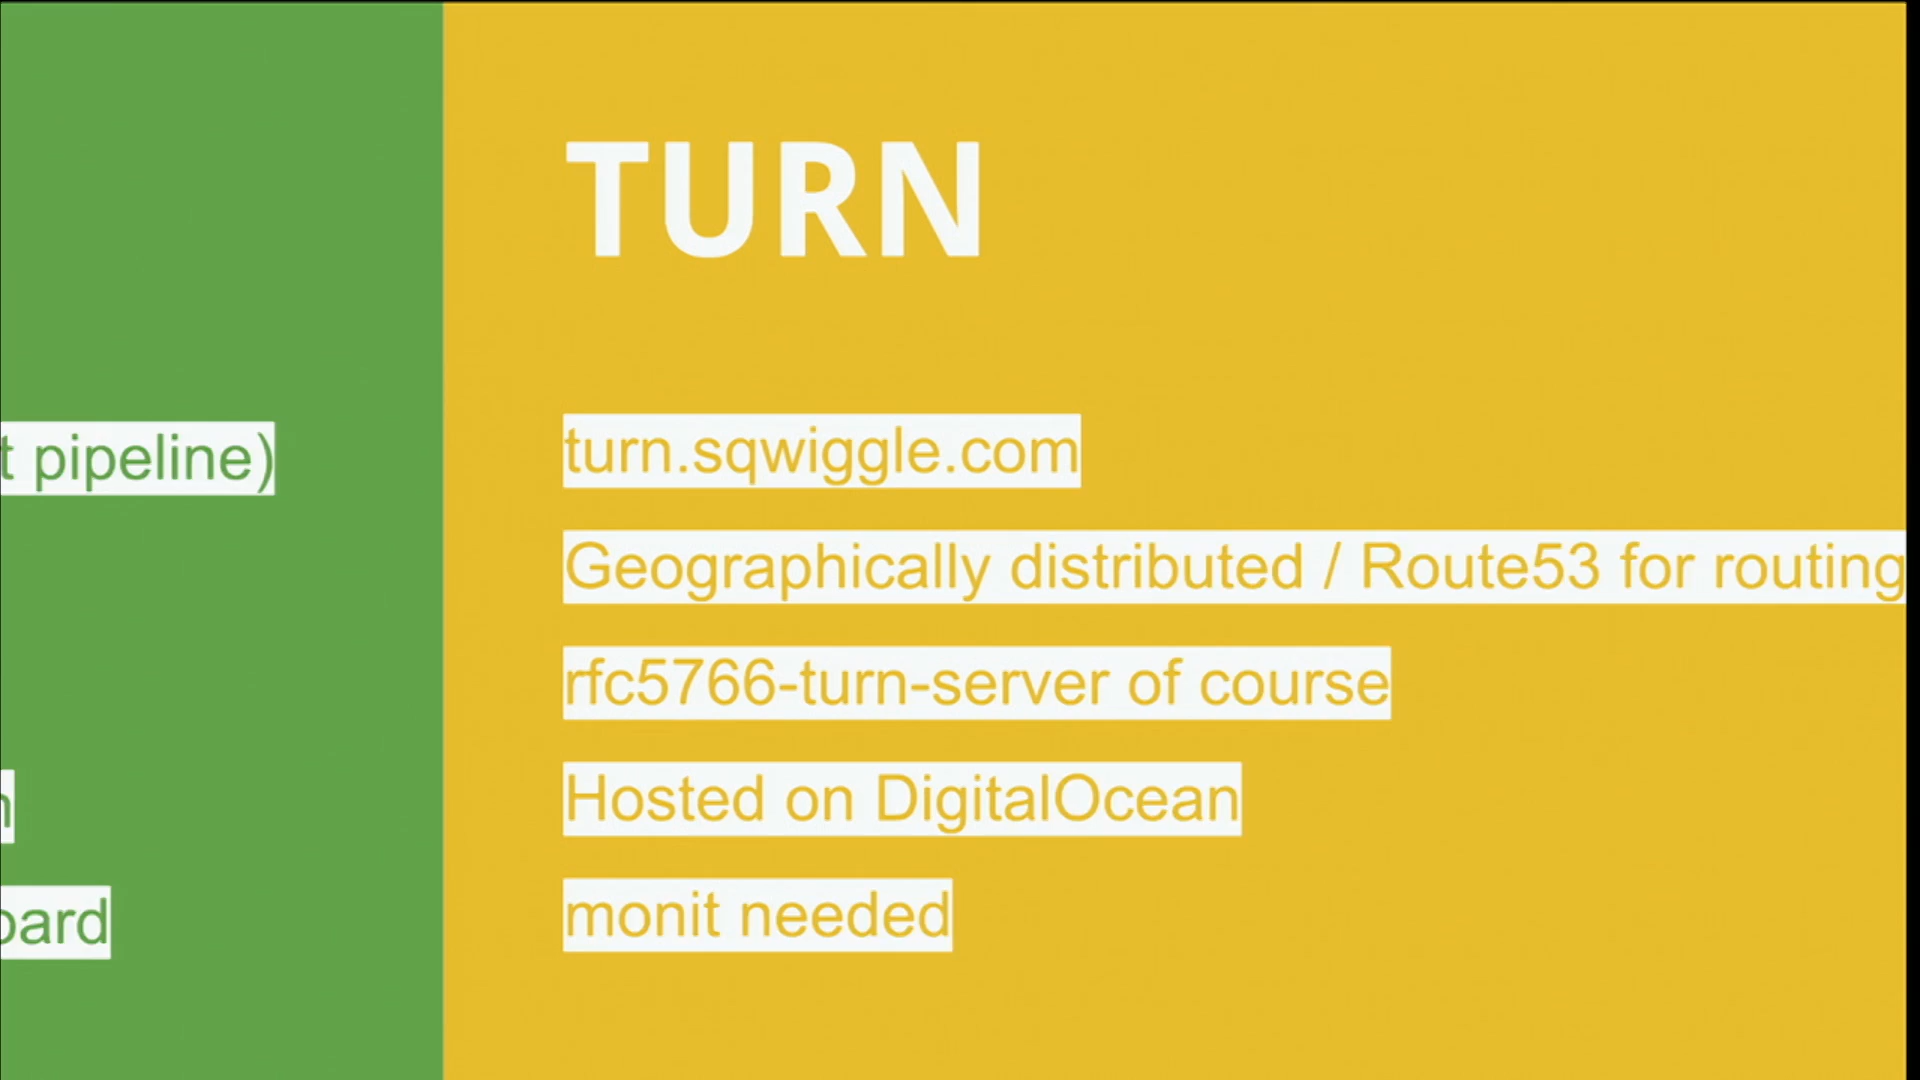 TURN
t pipeline)
turn.sqwiggle.com
Geographically distributed / Route53 for routing
rfc5766-turn-server of course
Hosted on DigitalOcean
n
monit needed
oard